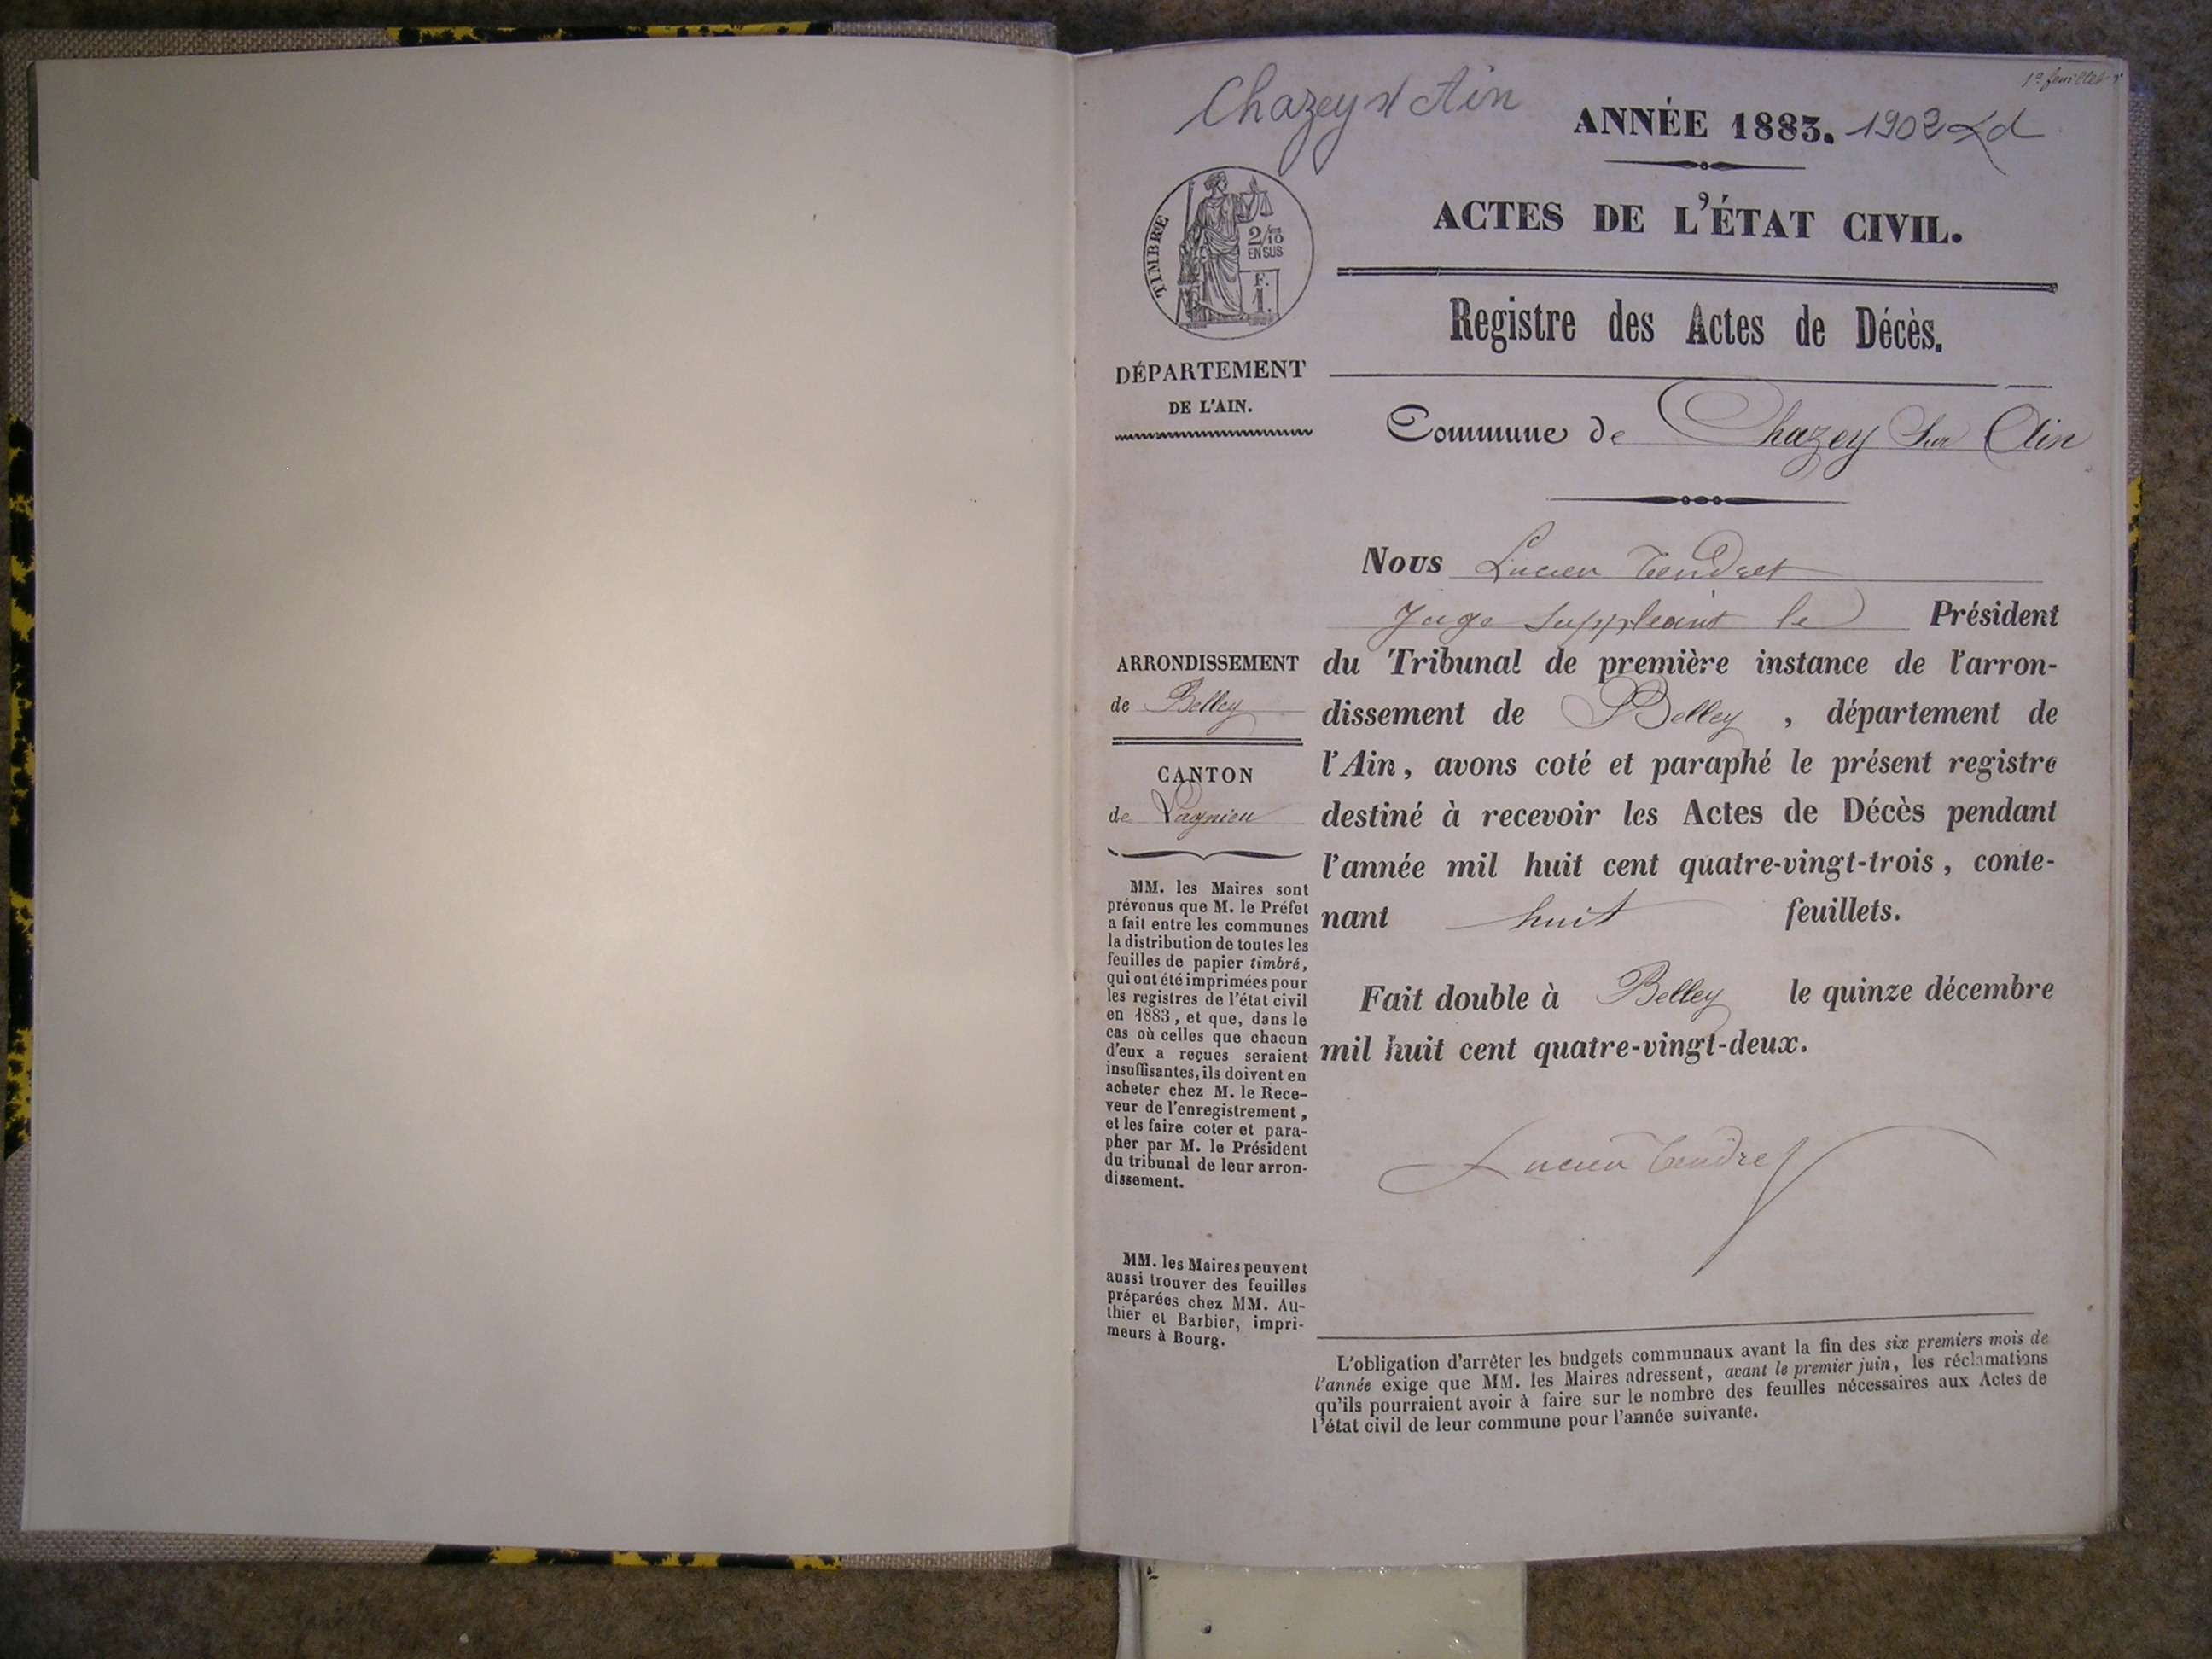 1er feuillet
Chazey s/ Ain
ANNÉE 1883. 1902
ACTES DE L'ÉTAT CIVIL.
TIMBRE
2/10
EN SUS
F.
1.
Registre des Actes de Décès.
DÉPARTEMENT
DE L'AIN.
Commune de Chazey Sur Ain
Nous Lucien Tendret
Juge Suppleant le Président
du Tribunal de première instance de l'arron-
dissement de Belley, département de
l'Ain, avons coté et paraphé le présent registre
destiné à recevoir les Actes de Décès pendant
l'année mil huit cent quatre-vingt-trois, conte-
nant huit feuillets.
Fait double à Belley le quinze décembre
mil huit cent quatre-vingt-deux.
Lucien Tendret
ARRONDISSEMENT
de Belley
CANTON
de Lagnieu
MM. les Maires sont
prévenus que M. le Préfet
a fait entre les communes
la distribution de toutes les
feuilles de papier timbré,
qui ont été imprimées pour
les registres de l'état civil
en 1883, et que, dans le
cas où celles que chacun
d'eux a reçues seraient
insuffisantes, ils doivent en
acheter chez M. le Rece-
veur de l'enregistrement,
et les faire coter et para-
pher par M. le Président
du tribunal de leur arron-
dissement.
MM. les Maires peuvent
aussi trouver des feuilles
préparées chez MM. Au-
thier et Barbier, impri-
meurs à Bourg.
L'obligation d'arrêter les budgets communaux avant la fin des six premiers mois de
l'année exige que MM. les Maires adressent, avant le premier juin, les réclamations
qu'ils pourraient avoir à faire sur le nombre des feuilles nécessaires aux Actes de
l'état civil de leur commune pour l'année suivante.